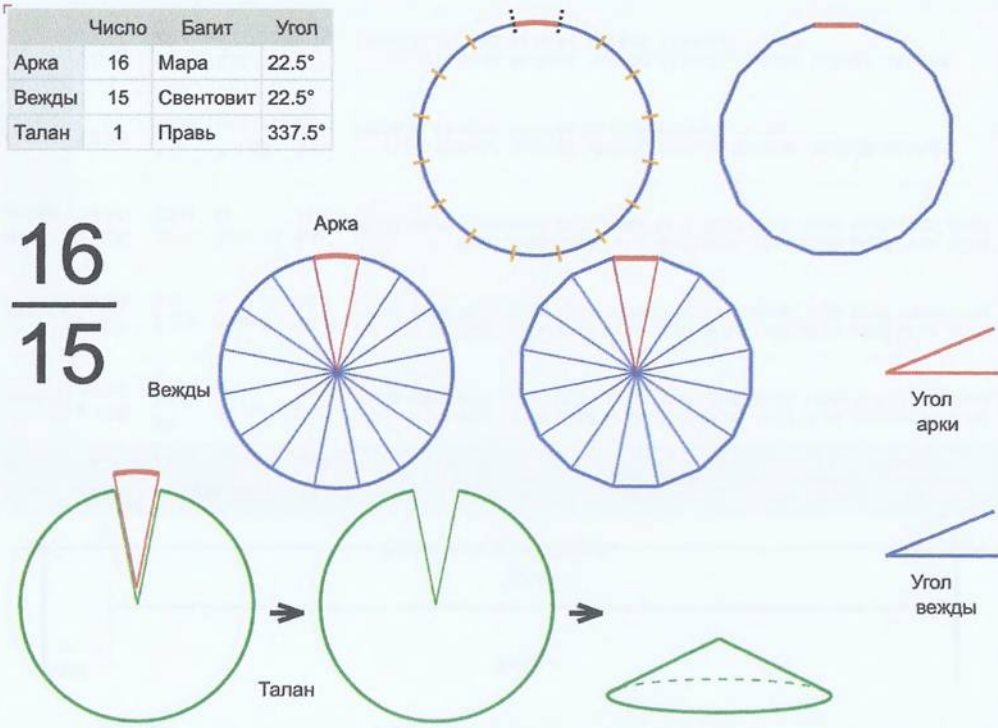 Число Багит Угол
Арка 16 Мара 22.5°
Вежды 15 Свентовит 22.5°
Талан 1 Правь 337.5°
16
15
Арка
Вежды
Угол
арки
Угол
вежды
Талан